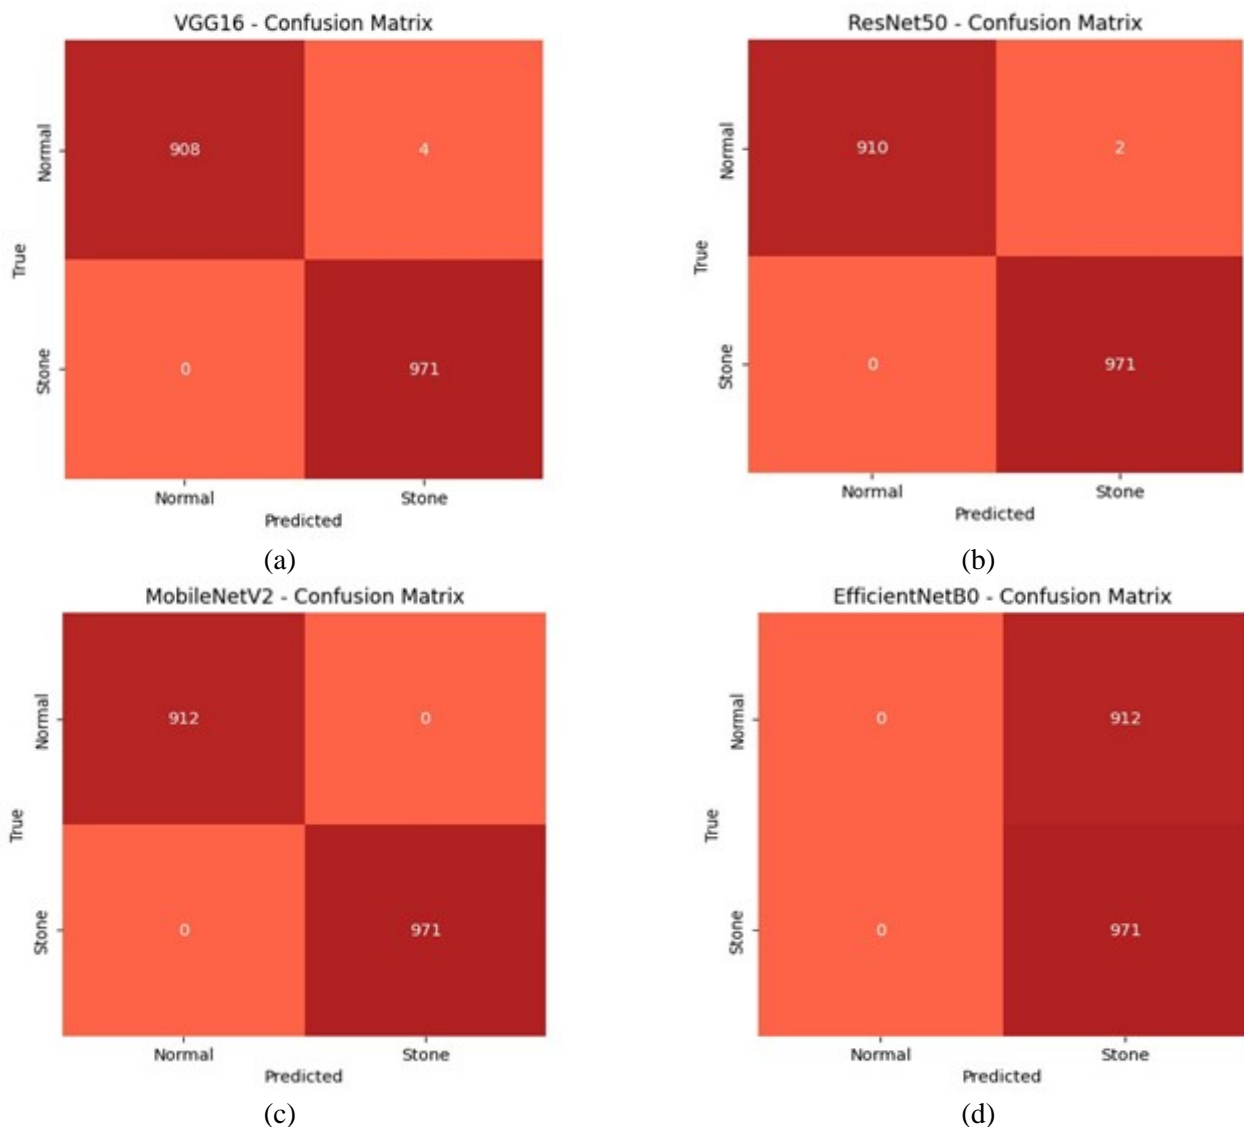 VGG16 - Confusion Matrix
Normal
908
4
True
Stone
0
971
Normal
Stone
Predicted
(a)
ResNet50 - Confusion Matrix
Normal
910
2
True
Stone
0
971
Normal
Stone
Predicted
(b)
MobileNetV2 - Confusion Matrix
Normal
912
0
True
Stone
0
971
Normal
Stone
Predicted
(c)
EfficientNetB0 - Confusion Matrix
Normal
0
912
True
Stone
0
971
Normal
Stone
Predicted
(d)